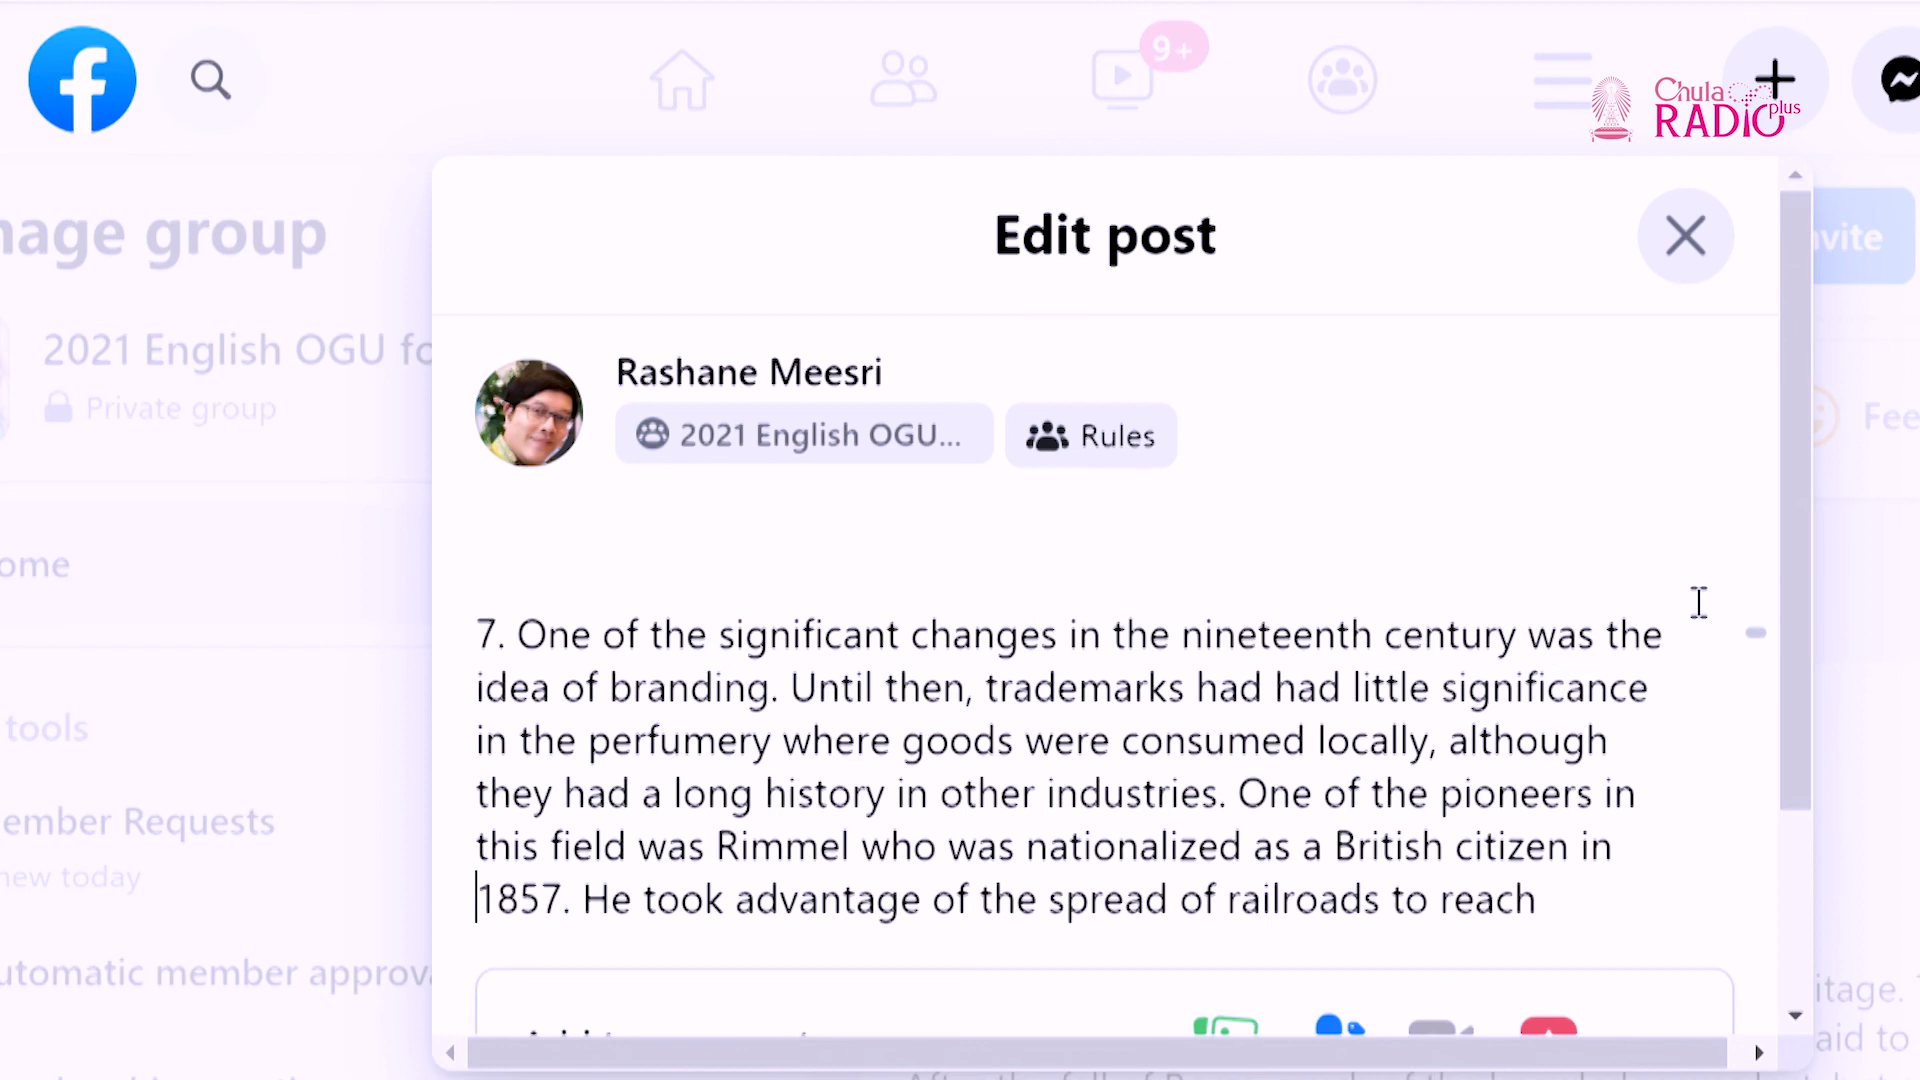 9+
Chula
RADIO plus
nage group
Edit post
nvite
2021 English OGU fo
Private group
Rashane Meesri
2021 English OGU...
Rules
Fee
ome
7. One of the significant changes in the nineteenth century was the
idea of branding. Until then, trademarks had had little significance
in the perfumery where goods were consumed locally, although
they had a long history in other industries. One of the pioneers in
this field was Rimmel who was nationalized as a British citizen in
1857. He took advantage of the spread of railroads to reach
tools
ember Requests
new today
utomatic member approva
itage.
aid to